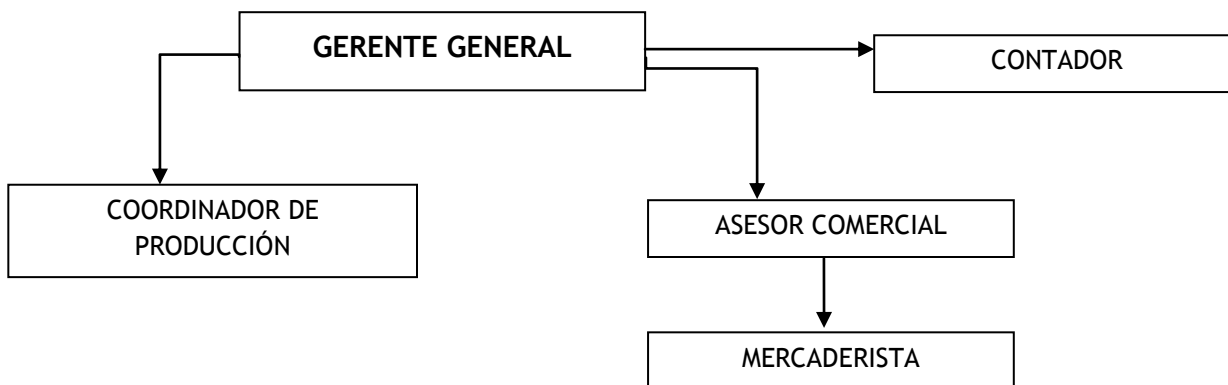 GERENTE GENERAL
CONTADOR
COORDINADOR DE
PRODUCCIÓN
ASESOR COMERCIAL
MERCADERISTA